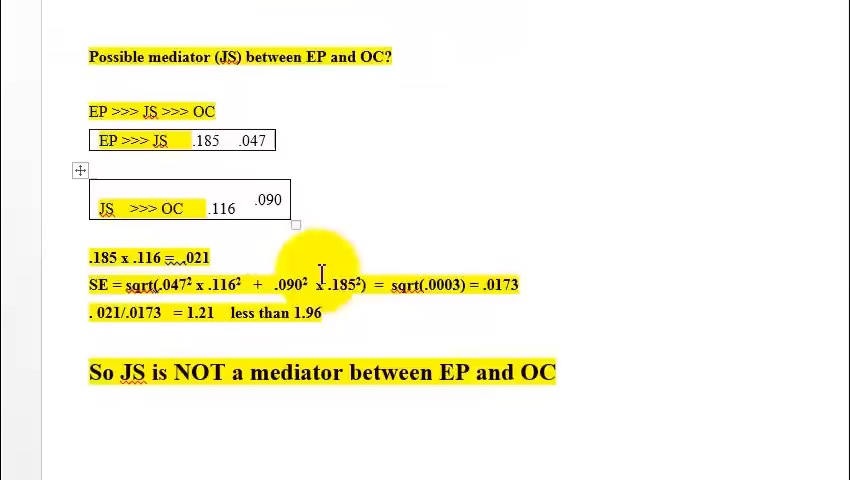 Possible mediator (JS) between EP and OC?
EP >>> JS >>> OC
EP >>> JS .185 .047
JS >>> OC .116 .090
.185 x .116 = .021
SE = sqrt(.047² x .116² + .090² x .185²) = sqrt(.0003) = .0173
. 021/.0173 = 1.21 less than 1.96
So JS is NOT a mediator between EP and OC